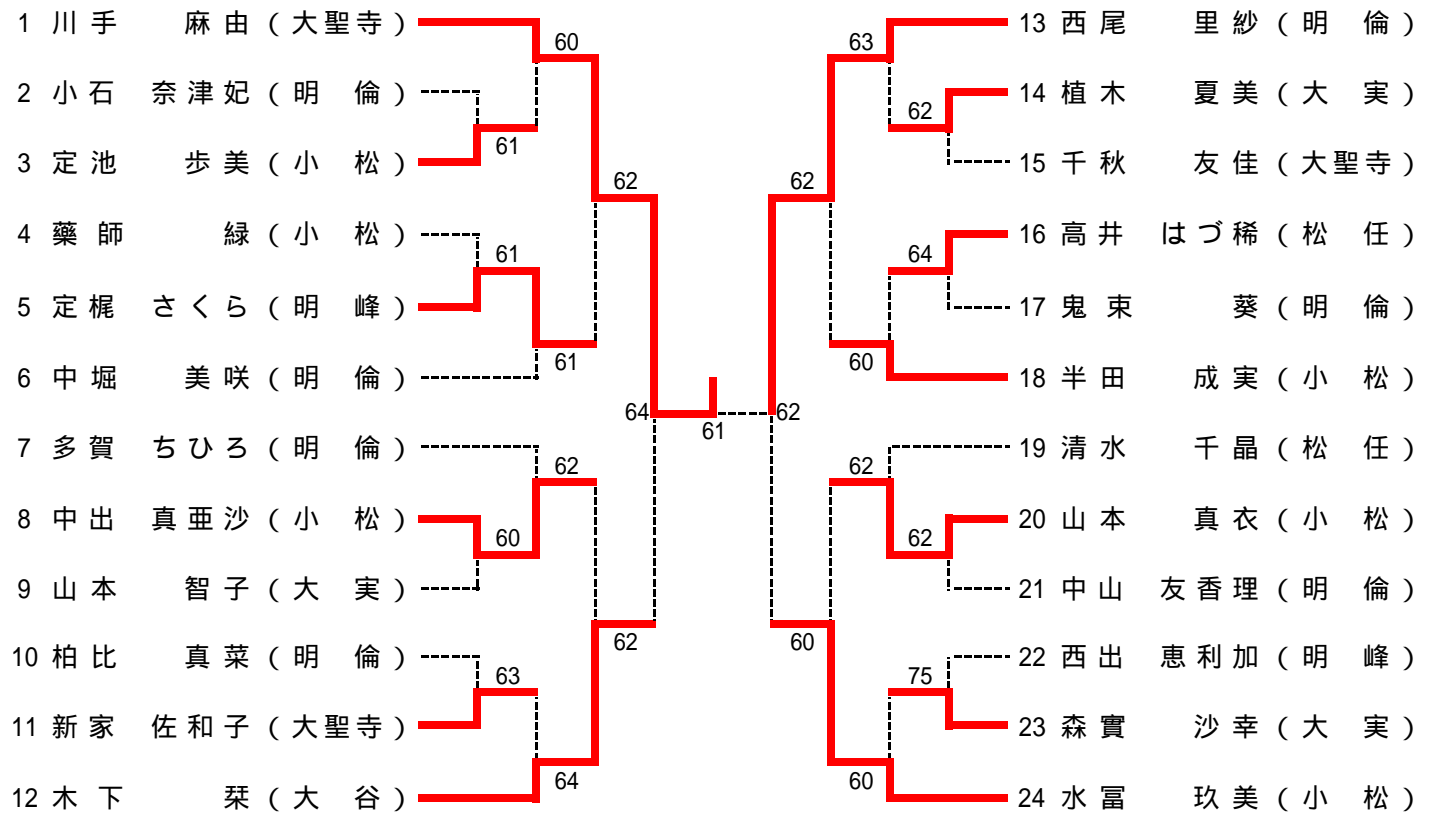 1 川手 麻由 (大聖寺)
2 小石 奈津妃 (明 倫)
3 定池 歩美 (小 松)
4 藥師 緑 (小 松)
5 定梶 さくら (明 峰)
6 中堀 美咲 (明 倫)
7 多賀 ちひろ (明 倫)
8 中出 真亜沙 (小 松)
9 山本 智子 (大 実)
10 柏比 真菜 (明 倫)
11 新家 佐和子 (大聖寺)
12 木下 栞 (大 谷)
60
61
62
61
61
64
62
60
62
63
64
61
62
63
62
62
64
60
62
62
60
75
60
13 西尾 里紗 (明 倫)
14 植木 夏美 (大 実)
15 千秋 友佳 (大聖寺)
16 高井 はづ稀 (松 任)
17 鬼束 葵 (明 倫)
18 半田 成実 (小 松)
19 清水 千晶 (松 任)
20 山本 真衣 (小 松)
21 中山 友香理 (明 倫)
22 西出 恵利加 (明 峰)
23 森實 沙幸 (大 実)
24 水冨 玖美 (小 松)